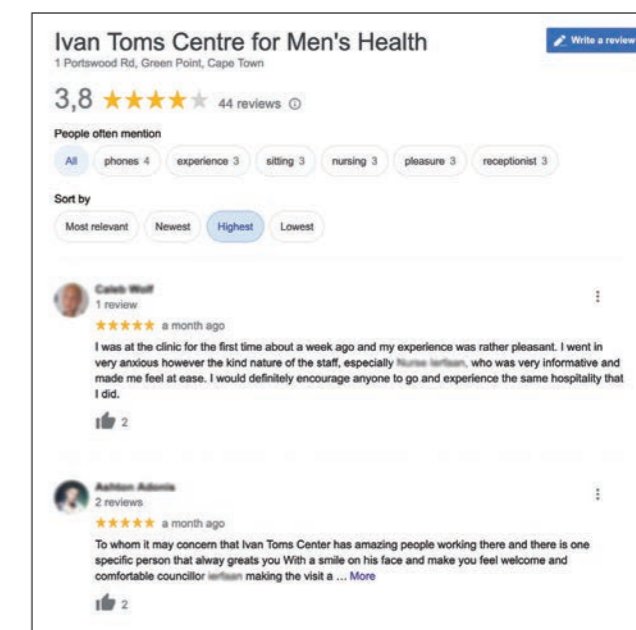 Ivan Toms Centre for Men's Health
Write a review
1 Portswood Rd, Green Point, Cape Town
3,8 44 reviews
People often mention
All phones 4 experience 3 sitting 3 nursing 3 pleasure 3 receptionist 3
Sort by
Most relevant Newest Highest Lowest
1 review
a month ago
I was at the clinic for the first time about a week ago and my experience was rather pleasant. I went in
very anxious however the kind nature of the staff, especially who was very informative and
made me feel at ease. I would definitely encourage anyone to go and experience the same hospitality that
I did.
2
2 reviews
a month ago
To whom it may concern that Ivan Toms Center has amazing people working there and there is one
specific person that alway greats you With a smile on his face and make you feel welcome and
comfortable councillor making the visit a ... More
2